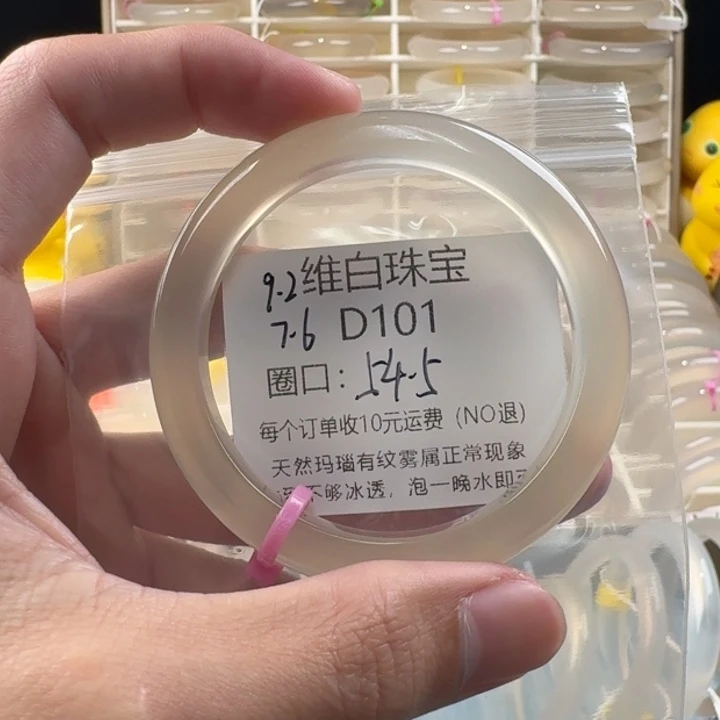 9.2维白珠宝
7.6 D101
圈口：54.5
每个订单收10元运费（NO退）
天然玛瑙有纹雾属正常现象
不够冰透，泡一晚水即